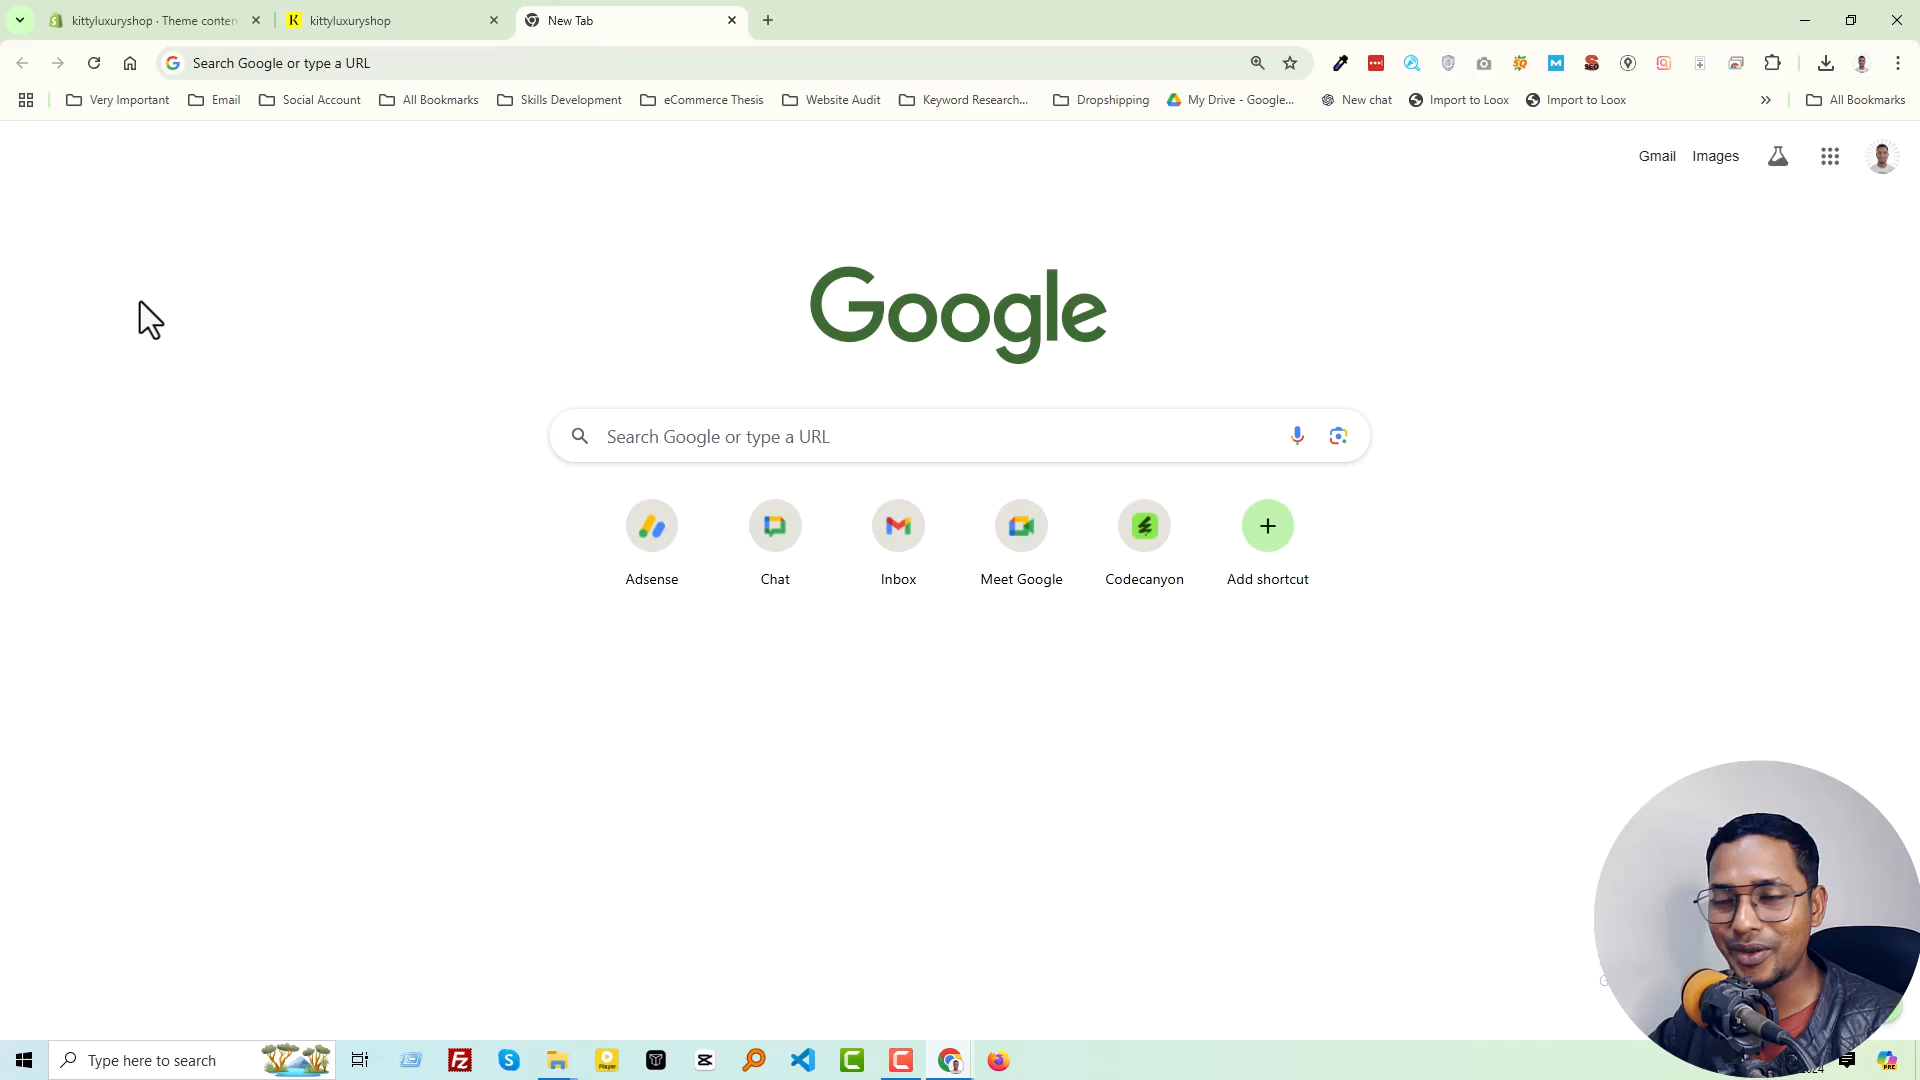 kittyluxuryshop · Theme conten
kittyluxuryshop
New Tab
Search Google or type a URL
Very Important
Email
Social Account
All Bookmarks
Skills Development
eCommerce Thesis
Website Audit
Keyword Research...
Dropshipping
My Drive - Google...
New chat
Import to Loox
Import to Loox
All Bookmarks
Gmail
Images
Google
Search Google or type a URL
Adsense
Chat
Inbox
Meet Google
Codecanyon
Add shortcut
Type here to search